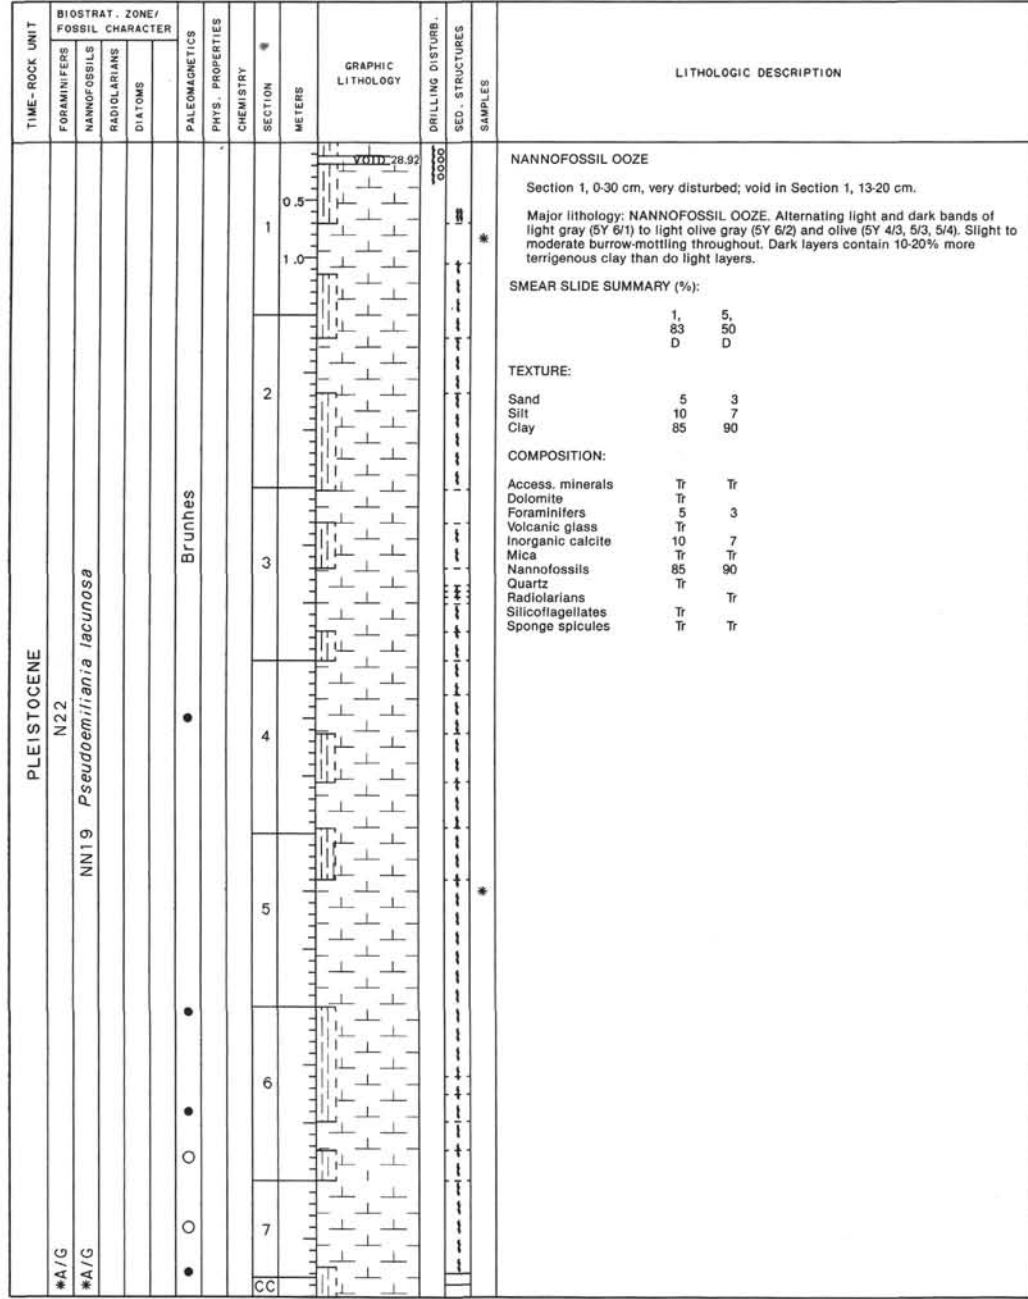 TIME-ROCK UNIT
BIOSTRAT. ZONE/
FOSSIL CHARACTER
FORAMINIFERS
NANNOFOSSILS
RADIOLARIANS
DIATOMS
PALEOMAGNETICS
PHYS. PROPERTIES
CHEMISTRY
SECTION
METERS
GRAPHIC
LITHOLOGY
DRILLING DISTURB.
SED. STRUCTURES
SAMPLES
LITHOLOGIC DESCRIPTION
PLEISTOCENE
N22
*A/G
NN19 Pseudoemiliania lacunosa
*A/G
Brunhes
1
2
3
4
5
6
7
CC
0.5
1.0
VOID 28.92
*
*
NANNOFOSSIL OOZE
Section 1, 0-30 cm, very disturbed; void in Section 1, 13-20 cm.
Major lithology: NANNOFOSSIL OOZE. Alternating light and dark bands of
light gray (5Y 6/1) to light olive gray (5Y 6/2) and olive (5Y 4/3, 5/3, 5/4). Slight to
moderate burrow-mottling throughout. Dark layers contain 10-20% more
terrigenous clay than do light layers.
SMEAR SLIDE SUMMARY (%):
1, 5,
83 50
D D
TEXTURE:
Sand 5 3
Silt 10 7
Clay 85 90
COMPOSITION:
Access. minerals Tr Tr
Dolomite Tr
Foraminifers 5 3
Volcanic glass Tr
Inorganic calcite 10 7
Mica Tr Tr
Nannofossils 85 90
Quartz Tr
Radiolarians Tr
Silicoflagellates Tr
Sponge spicules Tr Tr